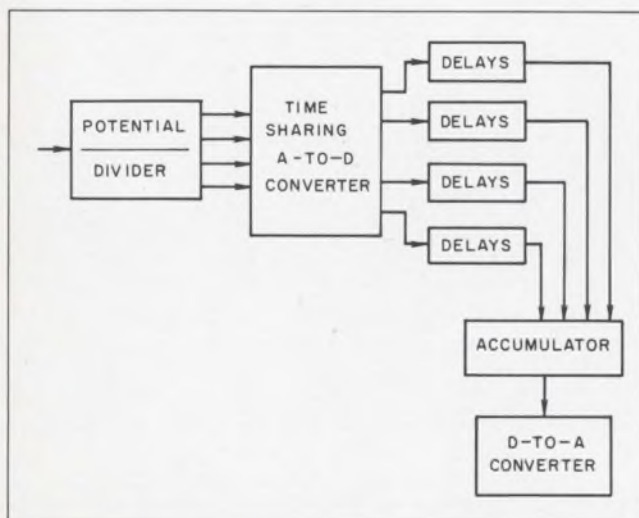 POTENTIAL
DIVIDER
TIME
SHARING
A-TO-D
CONVERTER
DELAYS
DELAYS
DELAYS
DELAYS
ACCUMULATOR
D-TO-A
CONVERTER